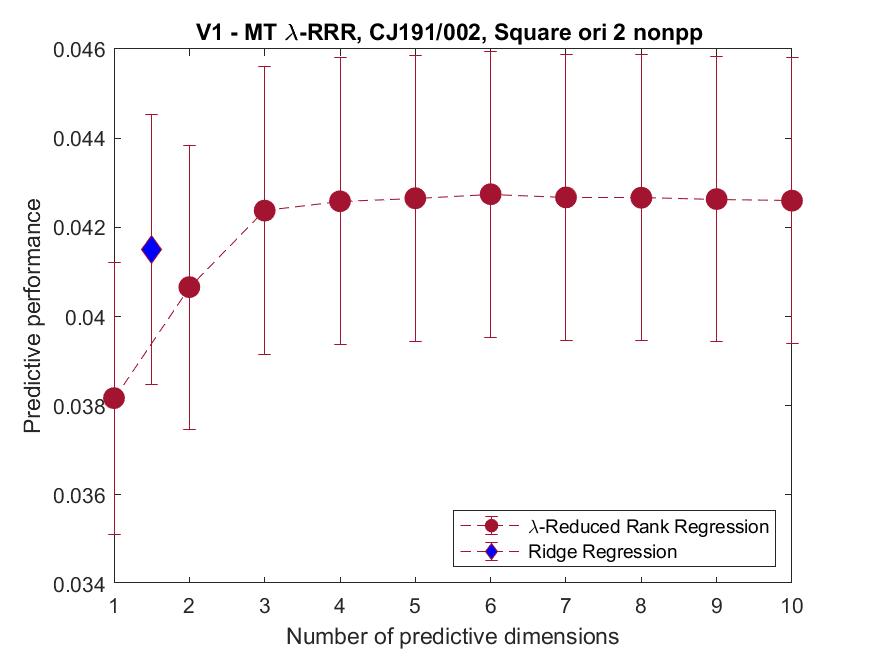 V1 - MT λ-RRR, CJ191/002, Square ori 2 nonpp
0.046
0.044
0.042
0.04
0.038
0.036
0.034
Predictive performance
λ-Reduced Rank Regression
Ridge Regression
1 2 3 4 5 6 7 8 9 10
Number of predictive dimensions